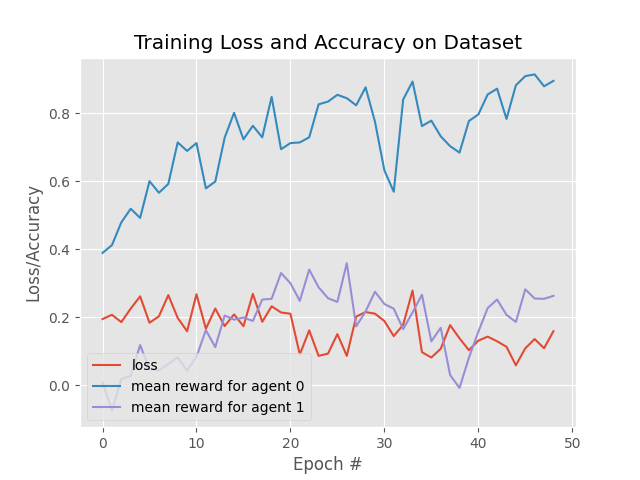 Training Loss and Accuracy on Dataset
Loss/Accuracy
0.8
0.6
0.4
0.2
0.0
loss
mean reward for agent 0
mean reward for agent 1
0 10 20 30 40 50
Epoch #